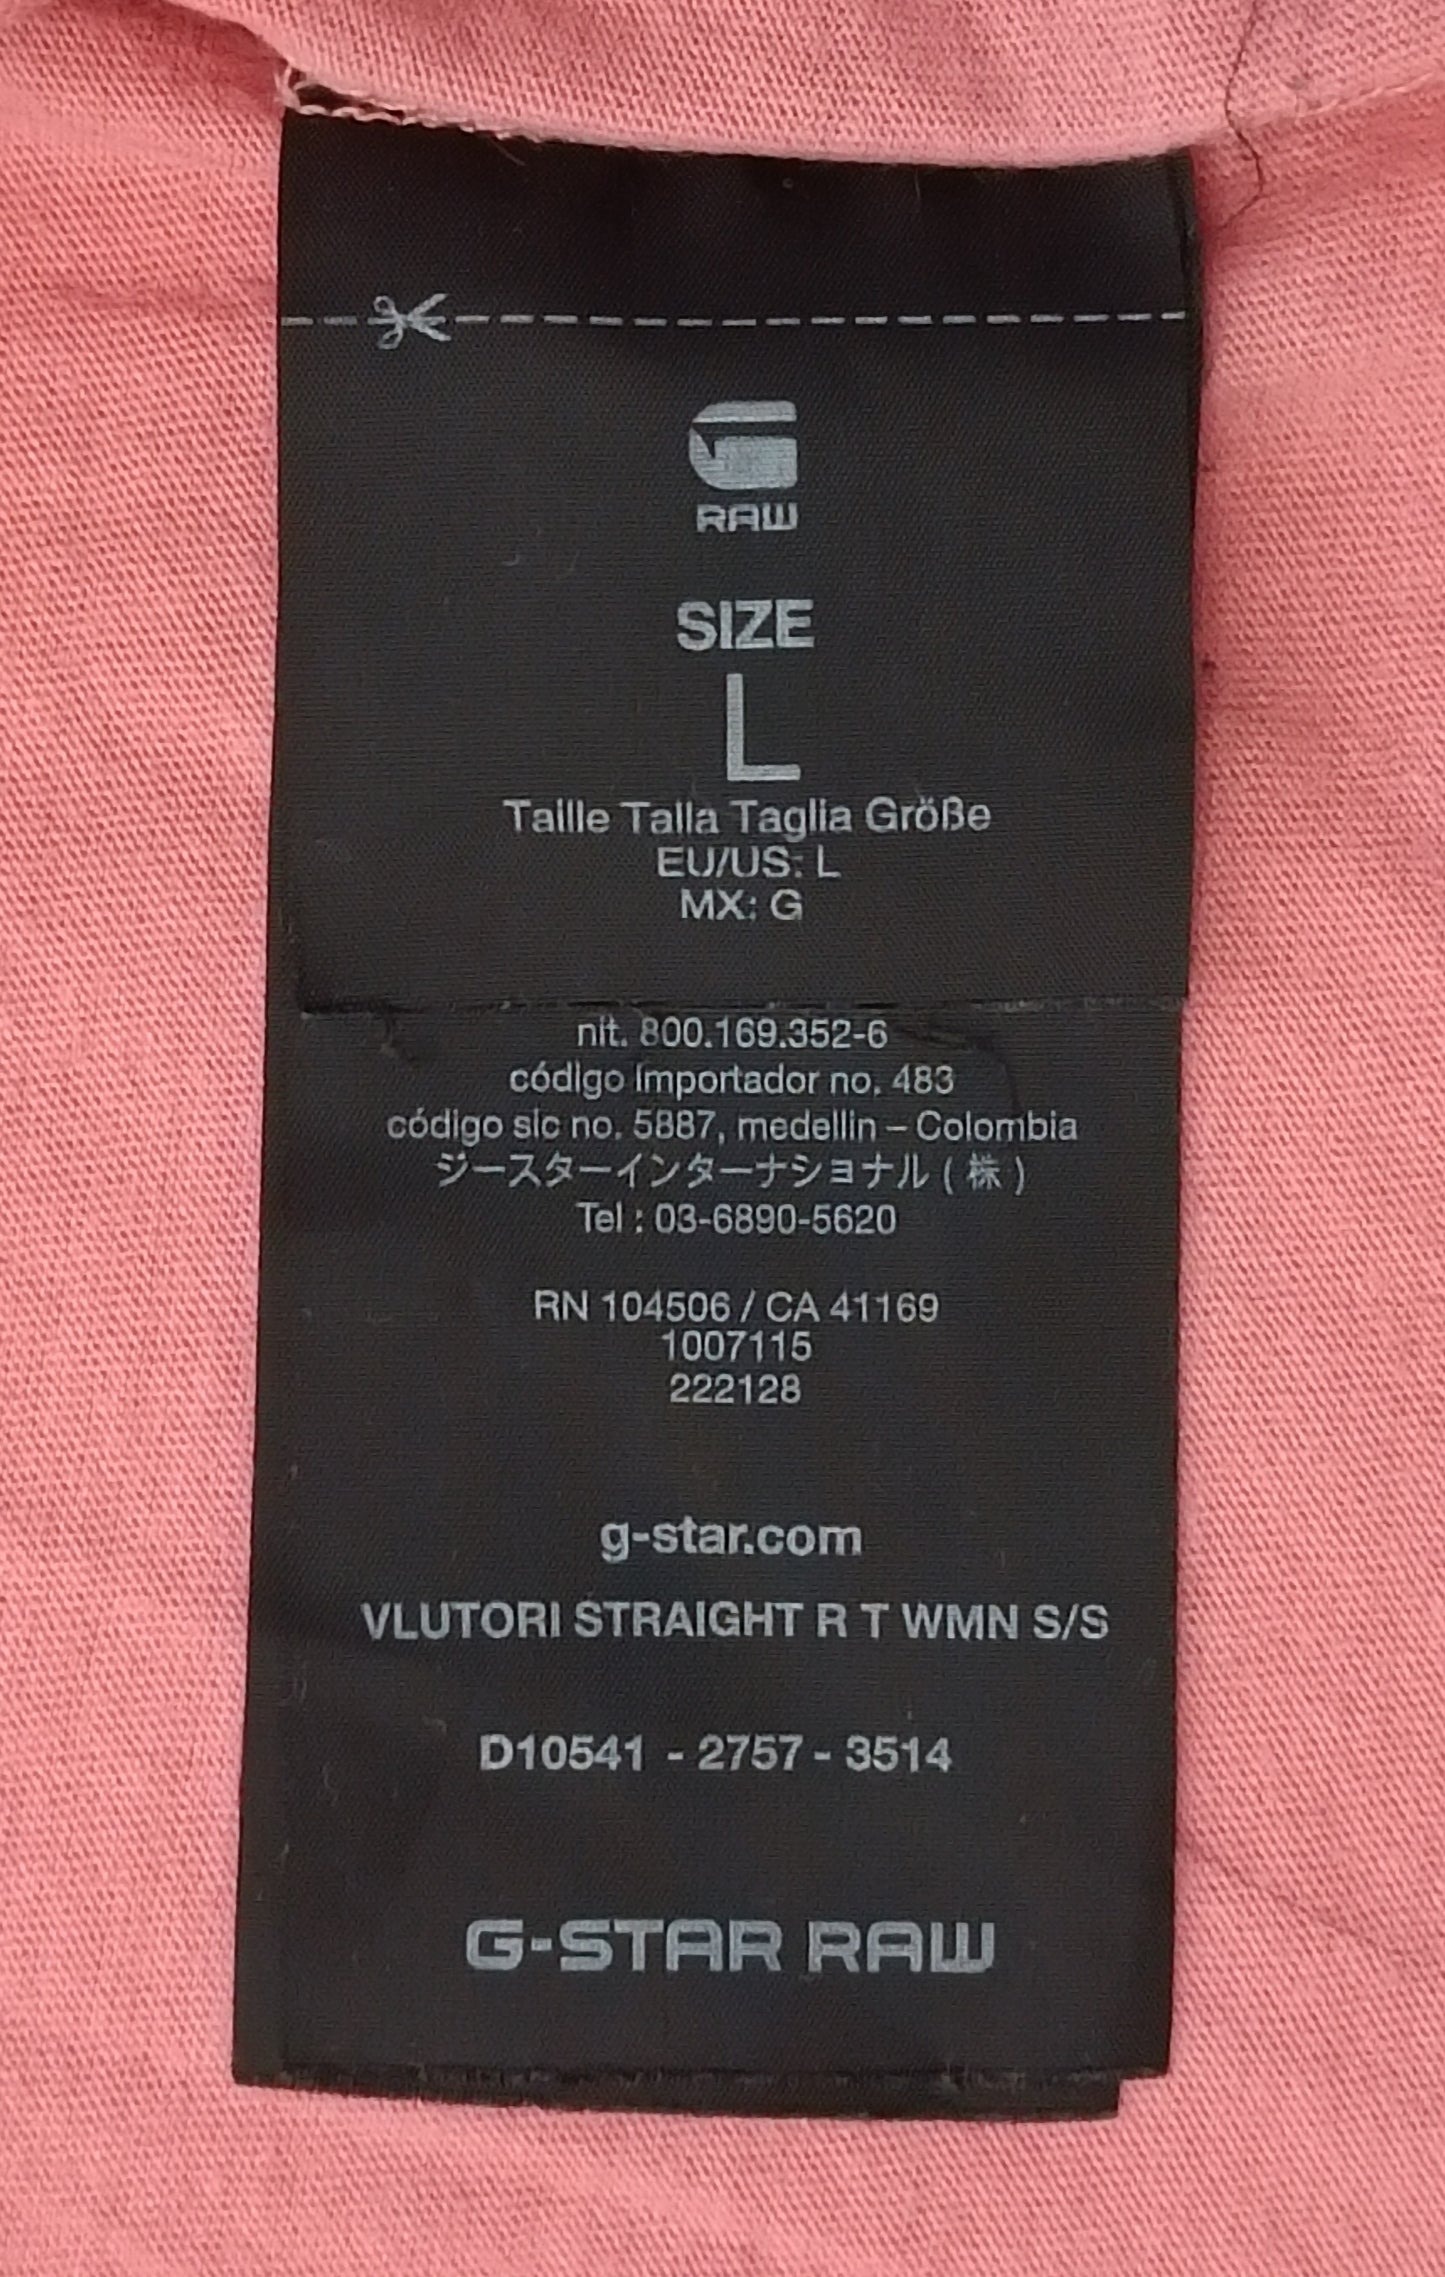 RAW
SIZE
L
Taille Talla Taglia Größe
EU/US: L
MX: G
nit. 800.169.352-6
código importador no. 483
código sic no. 5887, medellin – Colombia
ジースターインターナショナル ( 株 )
Tel : 03-6890-5620
RN 104506 / CA 41169
1007115
222128
g-star.com
VLUTORI STRAIGHT R T WMN S/S
D10541 - 2757 - 3514
G-STAR RAW